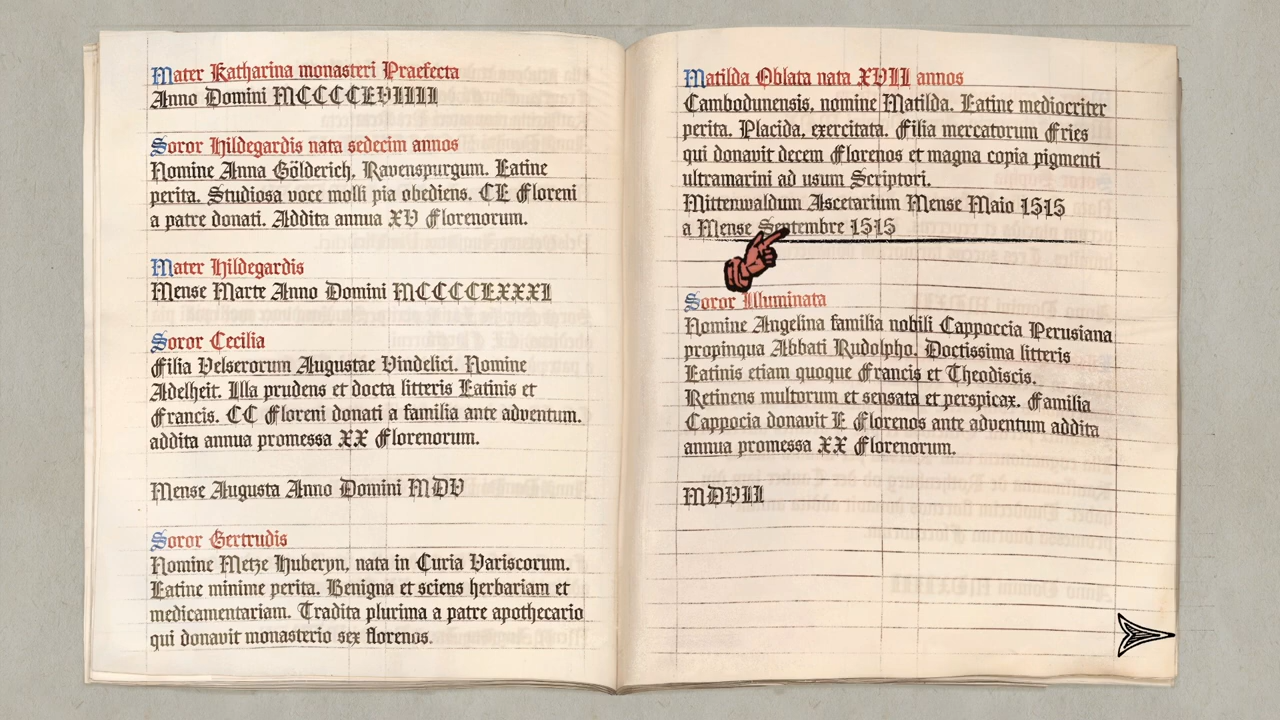 Mater Katharina monasteri Praefecta
Anno Domini MCCCCLVIIII
Soror Hildegardis nata sedecim annos
Nomine Anna Gölderich, Ravenspurgum. Latine
perita. Studiosa voce molli pia obediens. CL Floreni
a patre donati. Addita annua XV Florenorum.
Mater Hildegardis
Mense Marte Anno Domini MCCCCLXXXI
Soror Cecilia
Filia Velserorum Augustae Vindelici. Nomine
Adelheit. Illa prudens et docta litteris Latinis et
Francis. CC Floreni donati a familia ante adventum.
addita annua promessa XX Florenorum.
Mense Augusta Anno Domini MDV
Soror Gertrudis
Nomine Metze Huberyn, nata in Curia Variscorum.
Latine minime perita. Benigna et sciens herbariam et
medicamentariam. Tradita plurima a patre apothecario
qui donavit monasterio sex florenos.
Matilda Oblata nata XVII annos
Cambodunensis, nomine Matilda. Latine mediocriter
perita. Placida, exercitata. Filia mercatorum Fries
qui donavit decem Florenos et magna copia pigmenti
ultramarini ad usum Scriptori.
Mittenwaldum Ascetarium Mense Maio 1515
a Mense Septembre 1515
Soror Illuminata
Nomine Angelina familia nobili Cappoccia Perusiana
propinqua Abbati Rudolpho. Doctissima litteris
Latinis etiam quoque Francis et Theodiscis.
Retinens multorum et sensata et perspicax. Familia
Cappocia donavit L Florenos ante adventum addita
annua promessa XX Florenorum.
MDVII